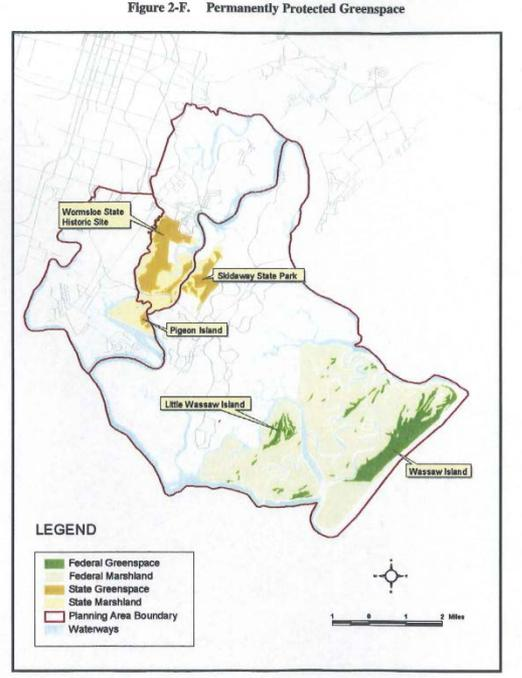 Figure 2-F. Permanently Protected Greenspace
Wormsloe State
Historic Site
Skidaway State Park
Pigeon Island
Little Wassaw Island
Wassaw Island
LEGEND
Federal Greenspace
Federal Marshland
State Greenspace
State Marshland
Planning Area Boundary
Waterways
1 0 1 2 Miles